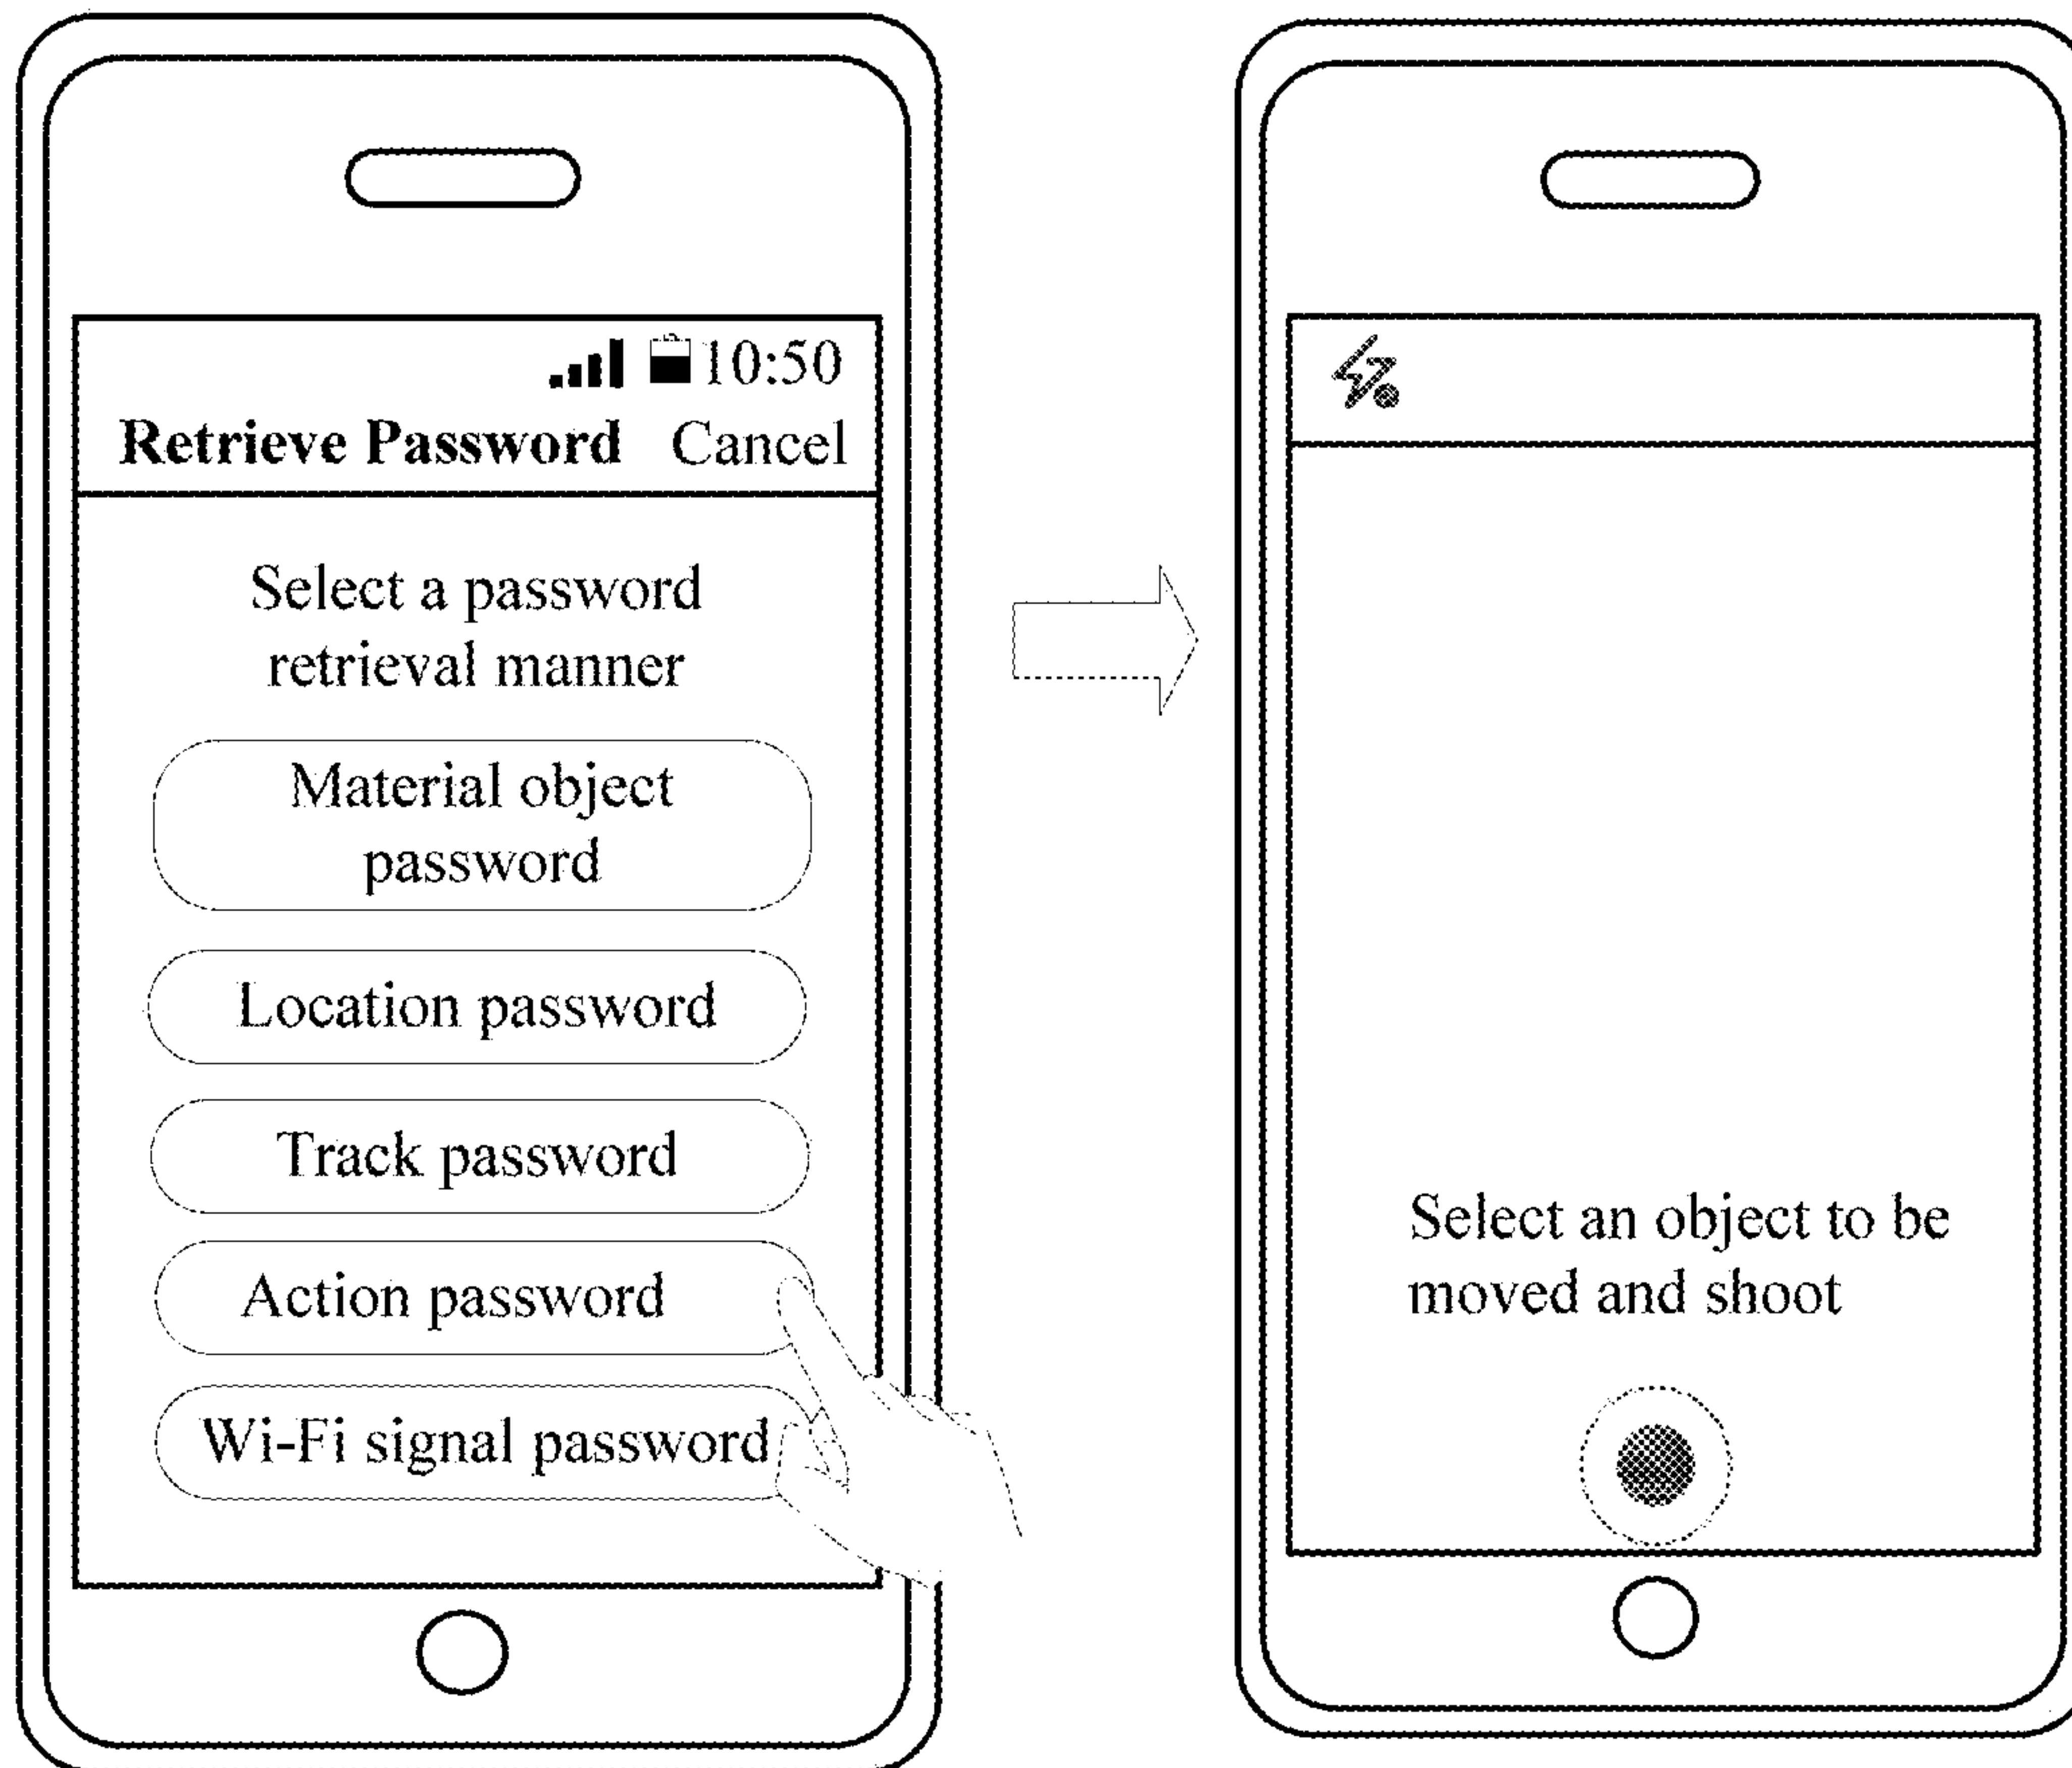 10:50
Retrieve Password Cancel
Select a password
retrieval manner
Material object
password
Location password
Track password
Action password
Wi-Fi signal password
Select an object to be
moved and shoot